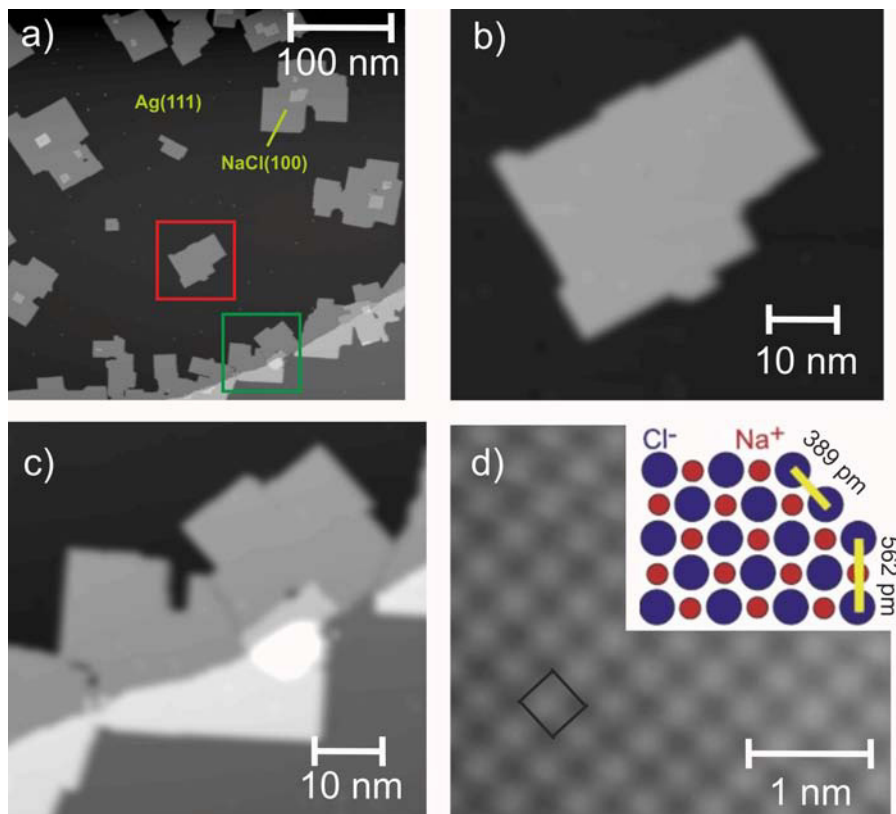 a)
100 nm
Ag(111)
NaCl(100)
b)
10 nm
c)
10 nm
d)
Cl⁻
Na⁺
389 pm
562 pm
1 nm